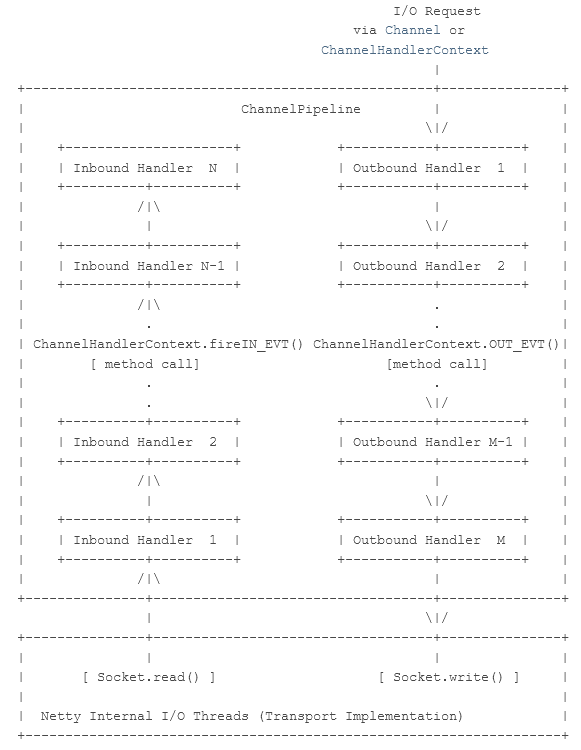 I/O Request
via Channel or
ChannelHandlerContext
ChannelPipeline
Inbound Handler N Outbound Handler 1
Inbound Handler N-1 Outbound Handler 2
ChannelHandlerContext.fireIN_EVT() ChannelHandlerContext.OUT_EVT()
[ method call] [method call]
Inbound Handler 2 Outbound Handler M-1
Inbound Handler 1 Outbound Handler M
[ Socket.read() ] [ Socket.write() ]
Netty Internal I/O Threads (Transport Implementation)